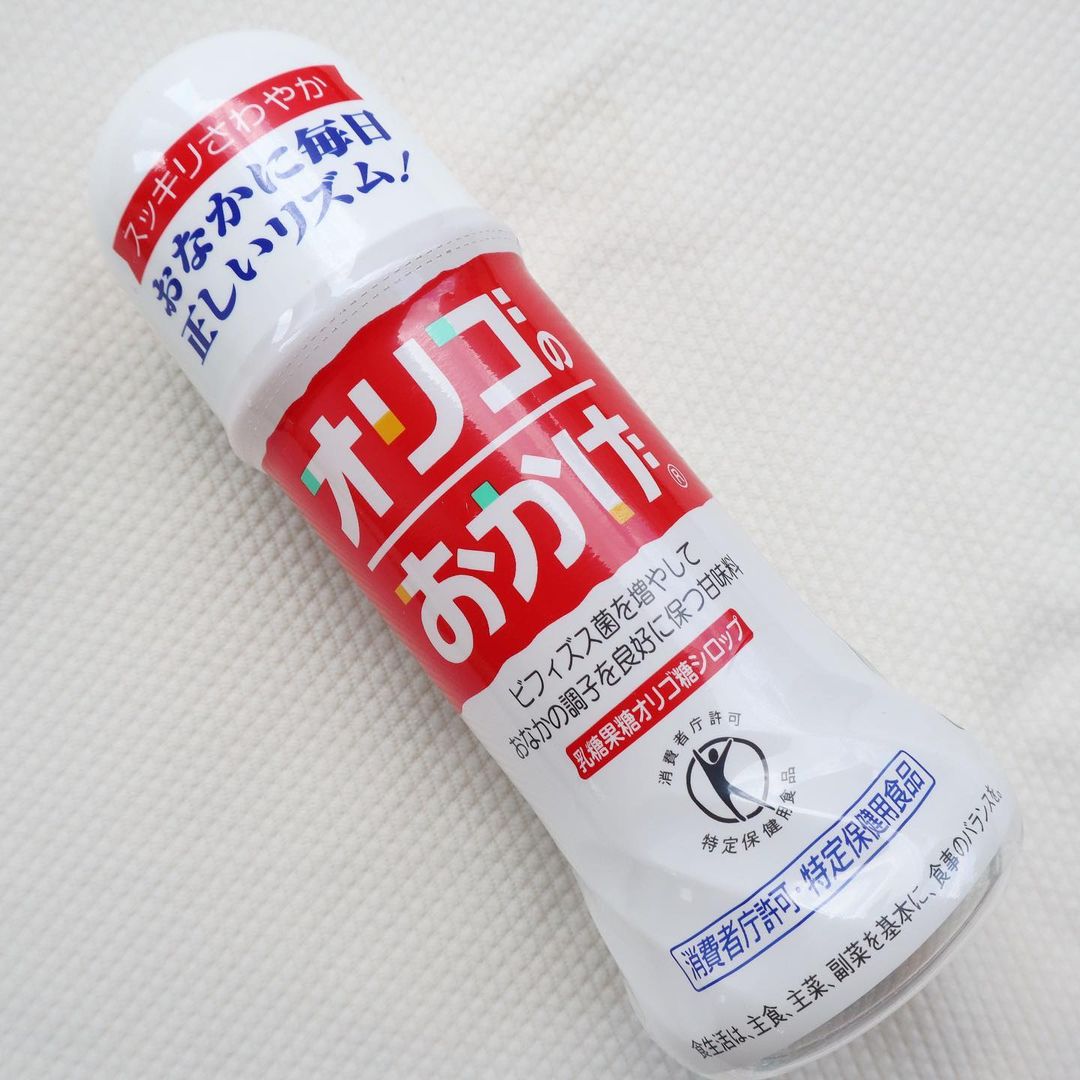 スッキリさわやか
おなかに毎日
正しいリズム!
オリゴの
おかげ®
ビフィズス菌を増やして
おなかの調子を良好に保つ甘味料
乳糖果糖オリゴ糖シロップ
消費者庁許可
特定保健用食品
消費者庁許可・特定保健用食品
食生活は、主食、主菜、副菜を基本に、食事のバランスを。